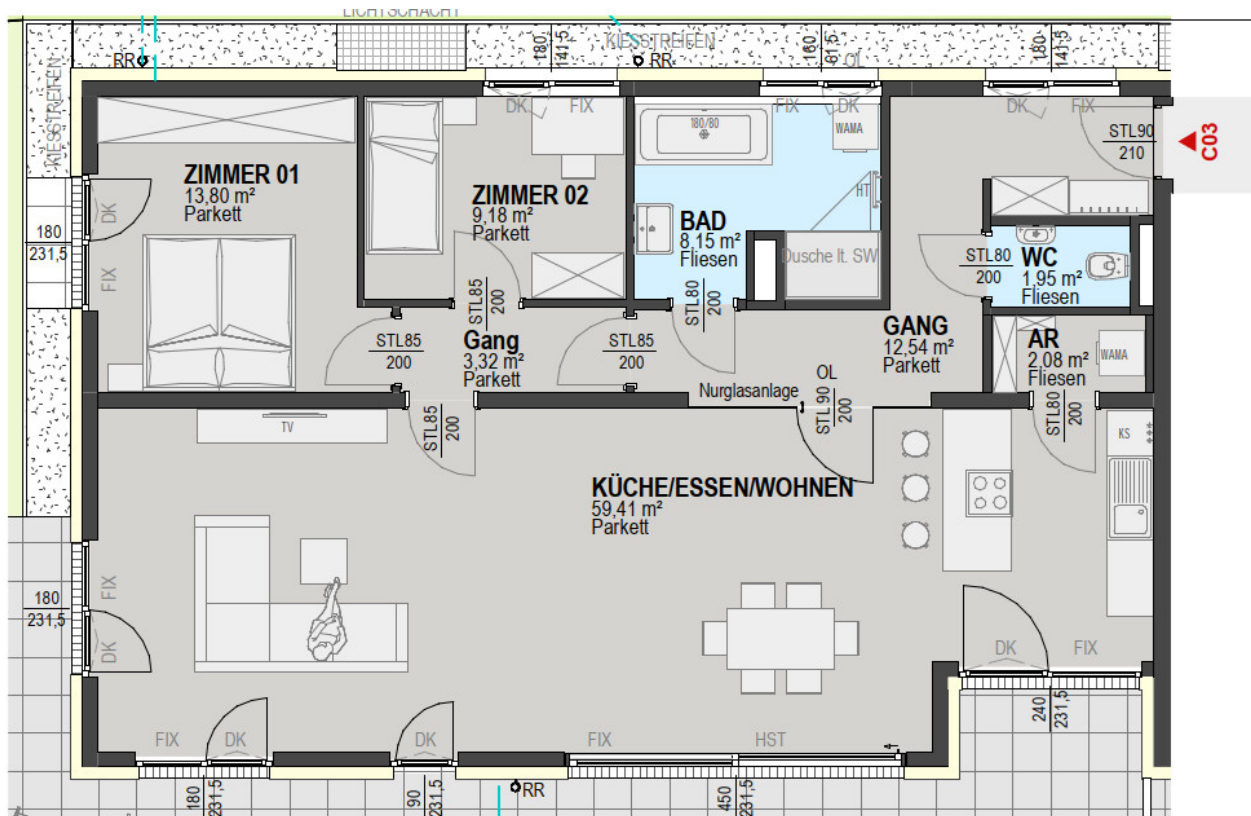 LICHTSCHACHT
KIESSTREIFEN
RR
180
141,5
RR
160
61,5
OL
180
141,5
KIESSTREIFEN
DK
FIX
FIX
DK
DK
FIX
180/80
WAMA
STL90
210
C03
ZIMMER 01
13,80 m²
Parkett
ZIMMER 02
9,18 m²
Parkett
DK
HT
BAD
8,15 m²
Fliesen
Dusche lt. SW
180
231,5
FIX
STL80
200
WC
1,95 m²
Fliesen
STL85
200
STL80
200
STL85
200
Gang
3,32 m²
Parkett
STL85
200
GANG
12,54 m²
Parkett
AR
2,08 m²
Fliesen
WAMA
Nurglasanlage
OL
STL90
200
STL85
200
STL80
200
TV
KS
KÜCHE/ESSEN/WOHNEN
59,41 m²
Parkett
FIX
180
231,5
DK
DK
FIX
240
231,5
FIX
DK
DK
FIX
HST
4
180
231,5
90
231,5
RR
450
231,5